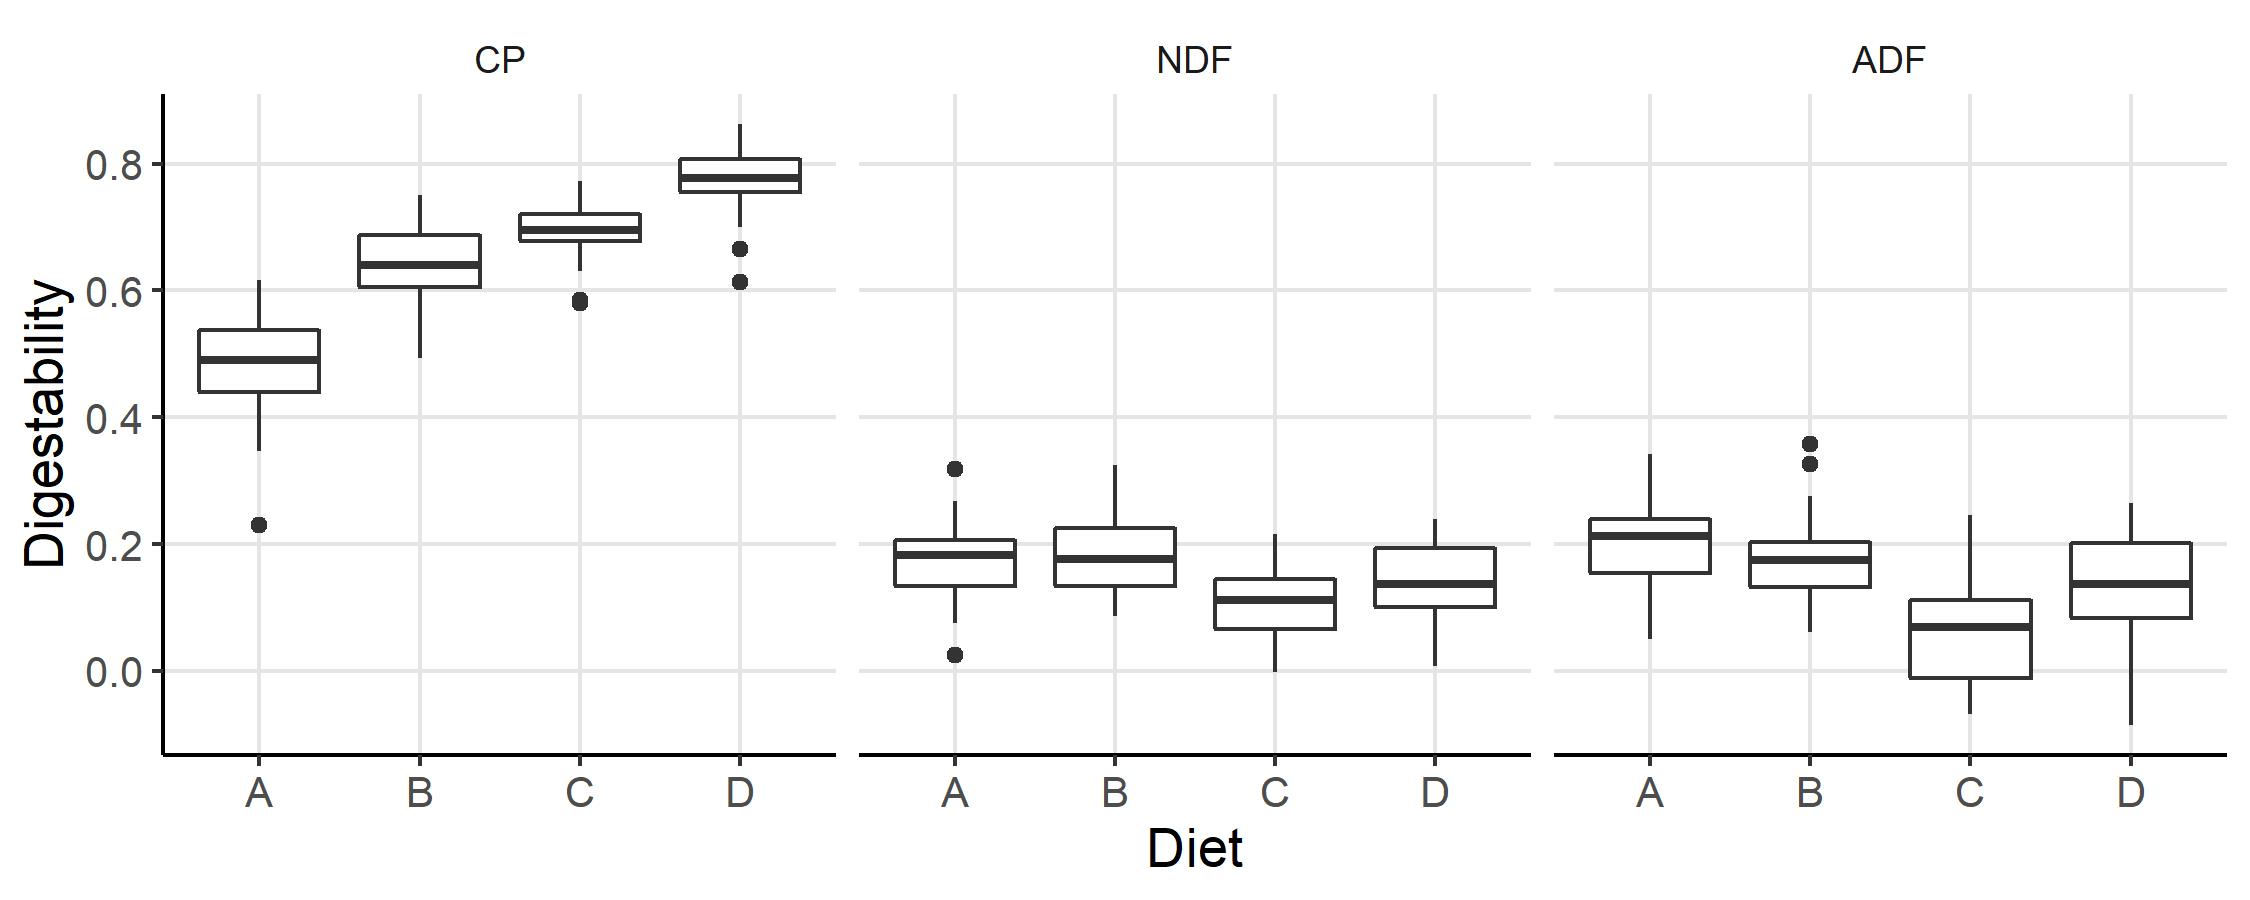 CP NDF ADF
Digestability
0.8
0.6
0.4
0.2
0.0
A B C D A B C D A B C D
Diet